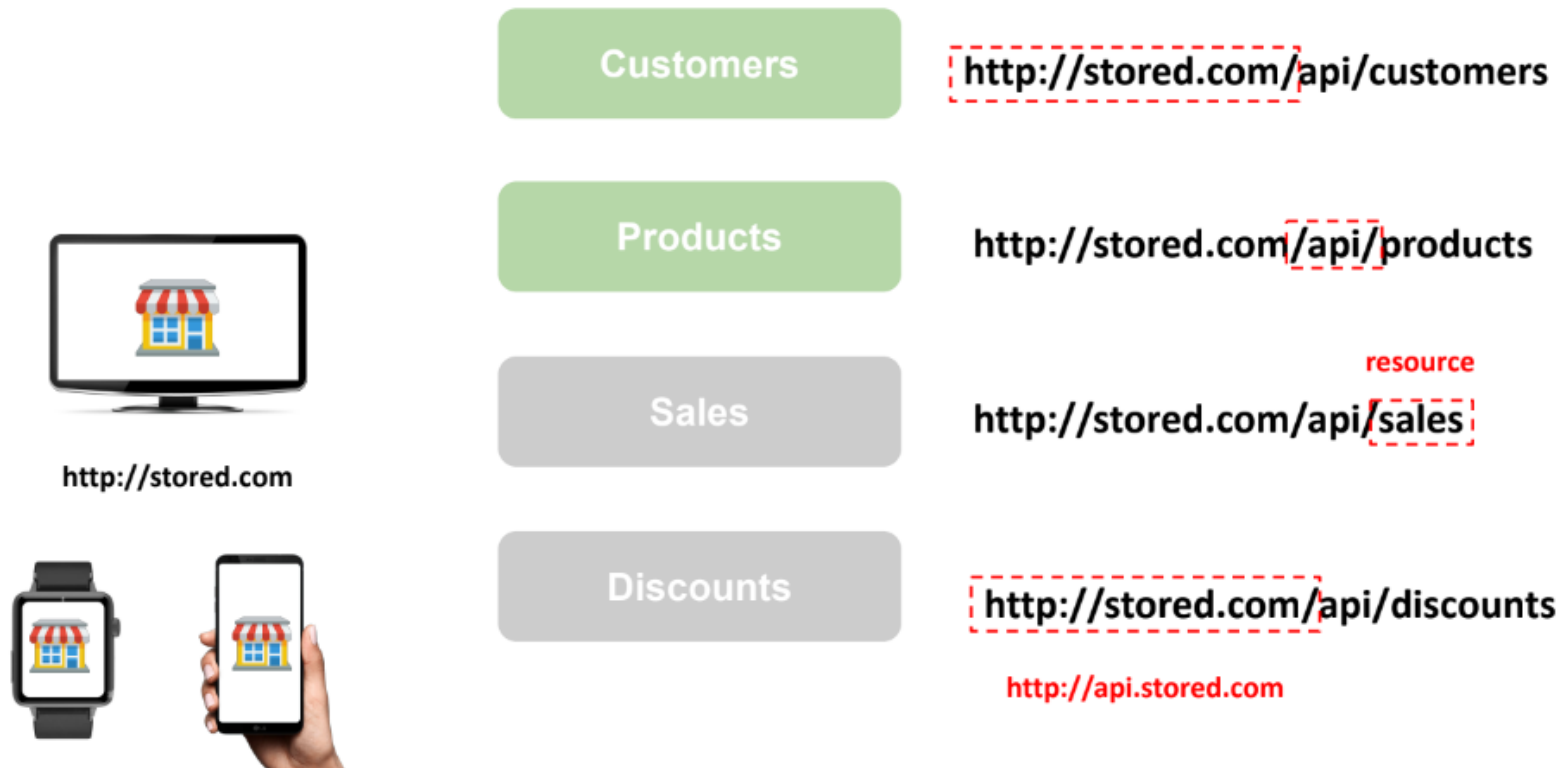 Customers
http://stored.com/api/customers
Products
http://stored.com/api/products
resource
Sales
http://stored.com/api/sales
http://stored.com
Discounts
http://stored.com/api/discounts
http://api.stored.com